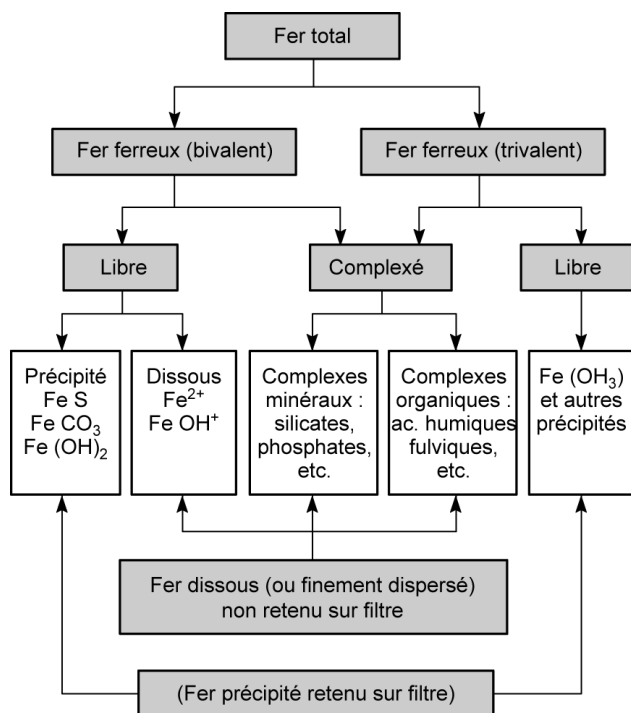 Fer total
Fer ferreux (bivalent)
Fer ferreux (trivalent)
Libre
Complexé
Libre
Précipité
Fe S
Fe CO₃
Fe (OH)₂
Dissous
Fe²⁺
Fe OH⁺
Complexes
minéraux :
silicates,
phosphates,
etc.
Complexes
organiques :
ac. humiques
fulviques,
etc.
Fe (OH₃)
et autres
précipités
Fer dissous (ou finement dispersé)
non retenu sur filtre
(Fer précipité retenu sur filtre)